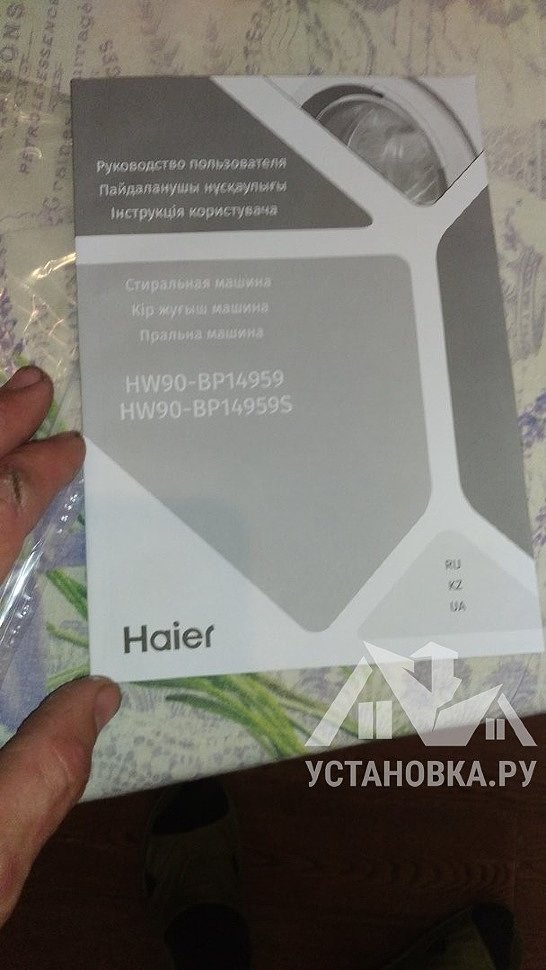 Руководство пользователя
Пайдаланушы нұсқаулығы
Інструкція користувача
Стиральная машина
Кір жуғыш машина
Пральна машина
HW90-BP14959
HW90-BP14959S
RU
KZ
UA
Haier
УСТАНОВКА.РУ